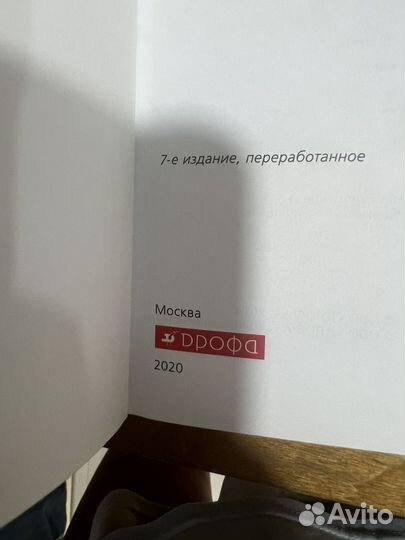 7-е издание, переработанное
Москва
дрофа
2020
Avito